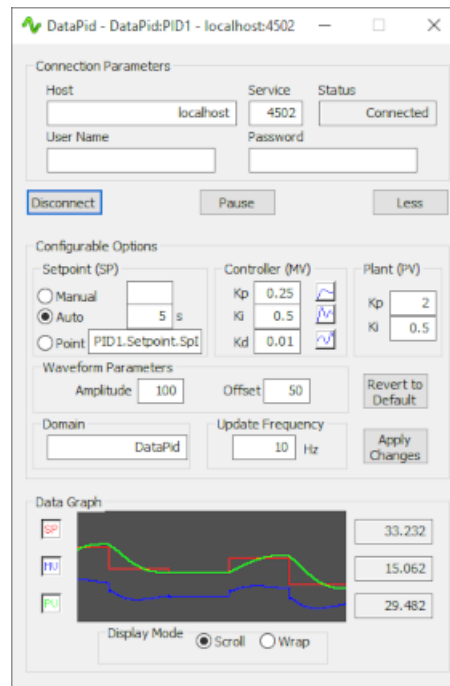 DataPid - DataPid:PID1 - localhost:4502
Connection Parameters
Host Service Status
localhost 4502 Connected
User Name Password
Disconnect Pause Less
Configurable Options
Setpoint (SP) Controller (MV) Plant (PV)
Manual Kp 0.25 Kp 2
Auto 5 s Ki 0.5 Ki 0.5
Point PID1.Setpoint.SpI Kd 0.01
Waveform Parameters
Amplitude 100 Offset 50 Revert to
Default
Domain Update Frequency
DataPid 10 Hz Apply
Changes
Data Graph
SP 33.232
MV 15.062
PV 29.482
Display Mode Scroll Wrap